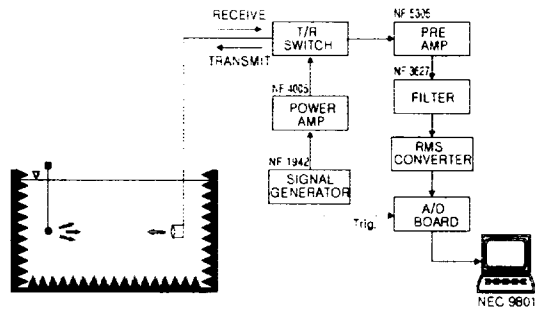 RECEIVE
TRANSMIT
T/R
SWITCH
NF 5305
PRE
AMP
NF 3627
FILTER
RMS
CONVERTER
A/D
BOARD
NF 4005
POWER
AMP
NF 1942
SIGNAL
GENERATOR
Trig.
NEC 9801